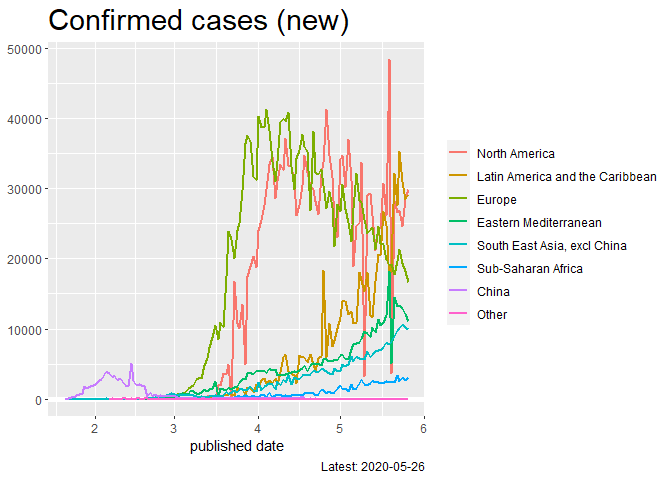 Confirmed cases (new)
50000
40000
30000
20000
10000
0
2 3 4 5 6
published date
Latest: 2020-05-26
North America
Latin America and the Caribbean
Europe
Eastern Mediterranean
South East Asia, excl China
Sub-Saharan Africa
China
Other